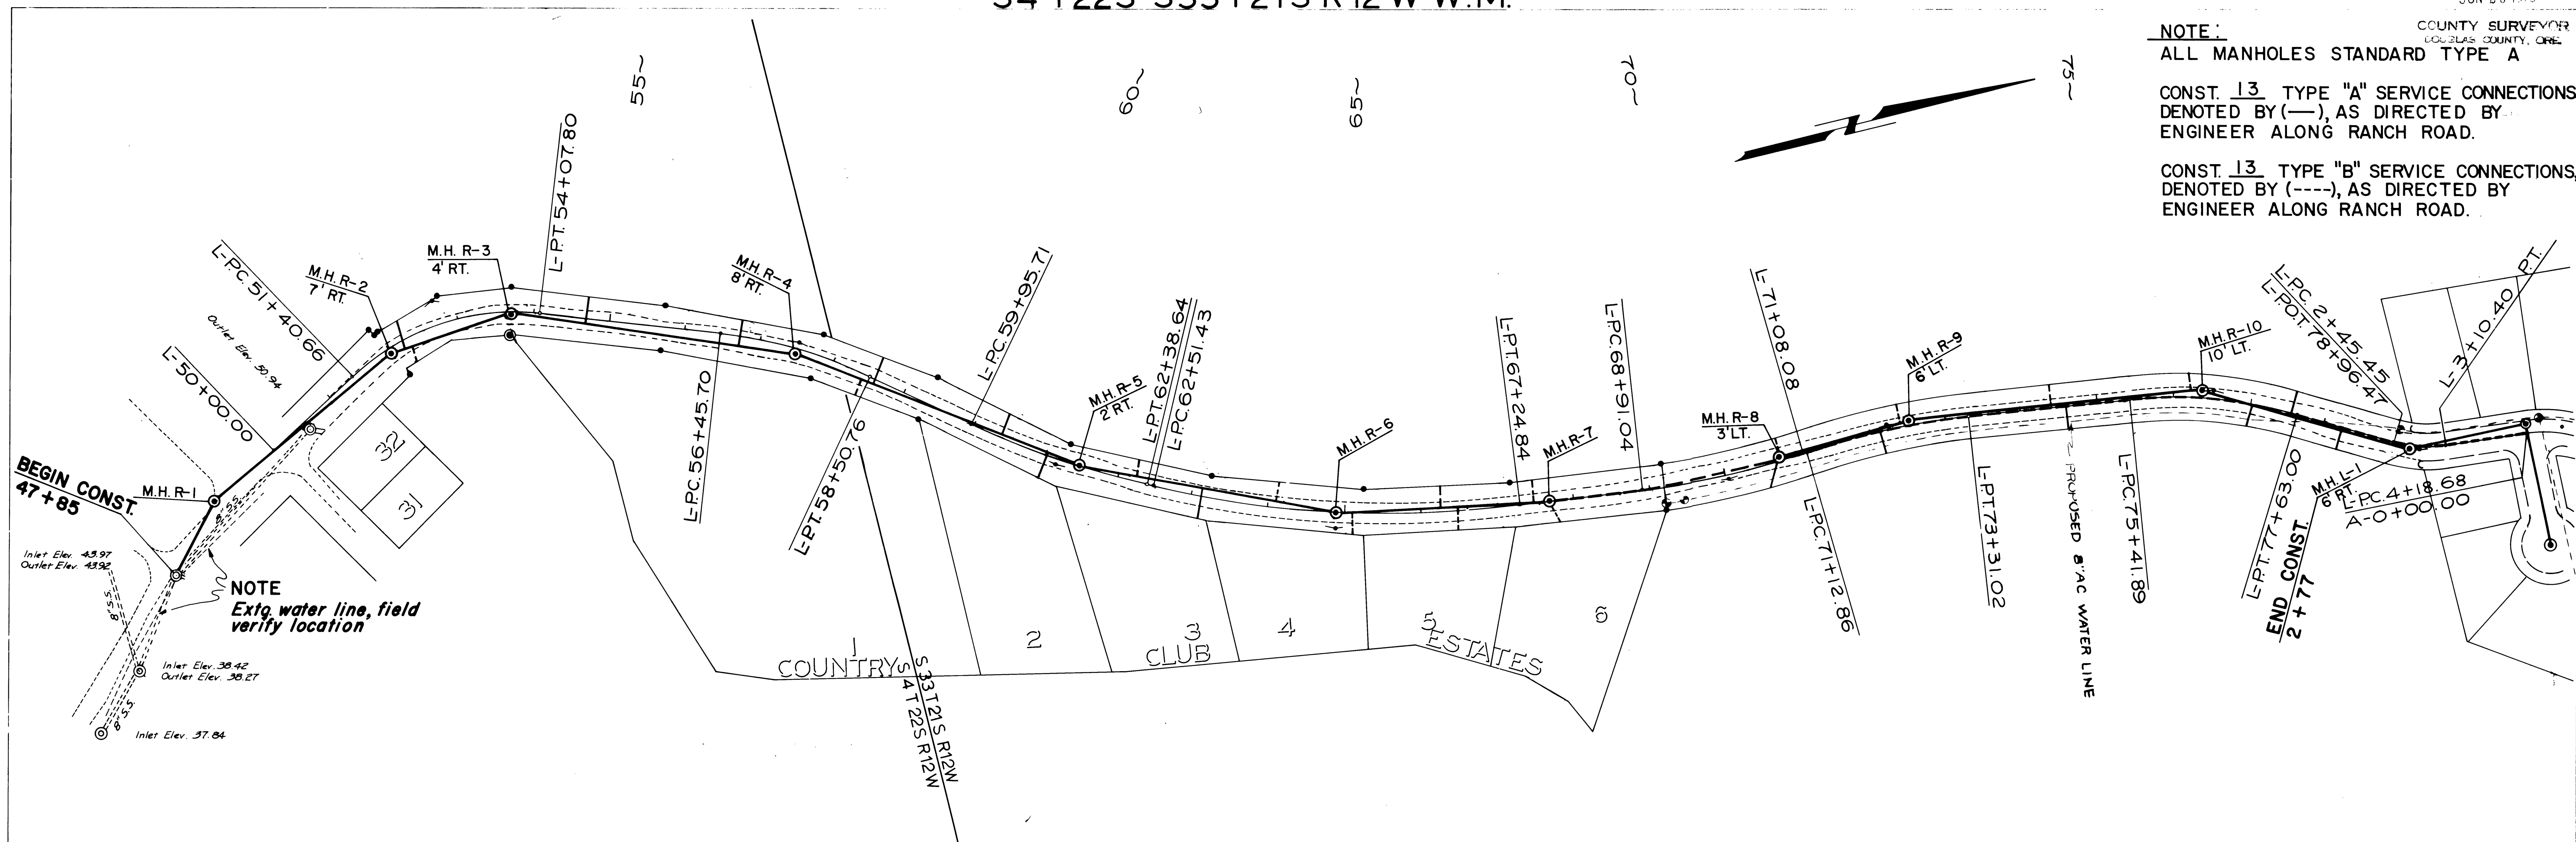 NOTE:
ALL MANHOLES STANDARD TYPE A
COUNTY SURVEYOR
DOUGLAS COUNTY, ORE.
CONST. 13 TYPE "A" SERVICE CONNECTIONS
DENOTED BY (—), AS DIRECTED BY
ENGINEER ALONG RANCH ROAD.
CONST. 13 TYPE "B" SERVICE CONNECTIONS,
DENOTED BY (----), AS DIRECTED BY
ENGINEER ALONG RANCH ROAD.
55~
60~
65~
70~
75~
BEGIN CONST.
47+85
M.H. R-1
L-50+00.00
Outlet Elev. 50.94
L-P.C. 51+40.66
M.H. R-2
7' RT.
M.H. R-3
4' RT.
L-P.T. 54+07.80
L-P.C. 56+45.70
M.H. R-4
8' RT.
L-P.T. 58+50.76
L-P.C. 59+95.71
M.H. R-5
2' RT.
L-P.T. 62+38.64
L-P.C. 62+51.43
M.H. R-6
L-P.T. 67+24.84
M.H. R-7
L-P.C. 68+91.04
M.H. R-8
3' LT.
L-71+08.08
L-P.C. 71+12.86
M.H. R-9
6' LT.
L-P.T. 73+31.02
PROPOSED 8" AC WATER LINE
L-P.C. 75+41.89
M.H. R-10
10' LT.
L-P.T. 77+63.00
L-P.C. 2+45.45
L-P.O.T. 78+96.47
L-3+10.40 P.T.
M.H. L-1
6' RT.
L-P.C. 4+18.68
A-0+00.00
END CONST.
2+77
32
31
8" S.S.
Inlet Elev. 43.97
Outlet Elev. 43.92
8" S.S.
NOTE
Extg. water line, field
verify location
Inlet Elev. 38.42
Outlet Elev. 38.27
8" S.S.
Inlet Elev. 37.84
1
2
3
4
5
6
COUNTRY CLUB ESTATES
S 33 T21S R12W
S 4 T 22S R12W